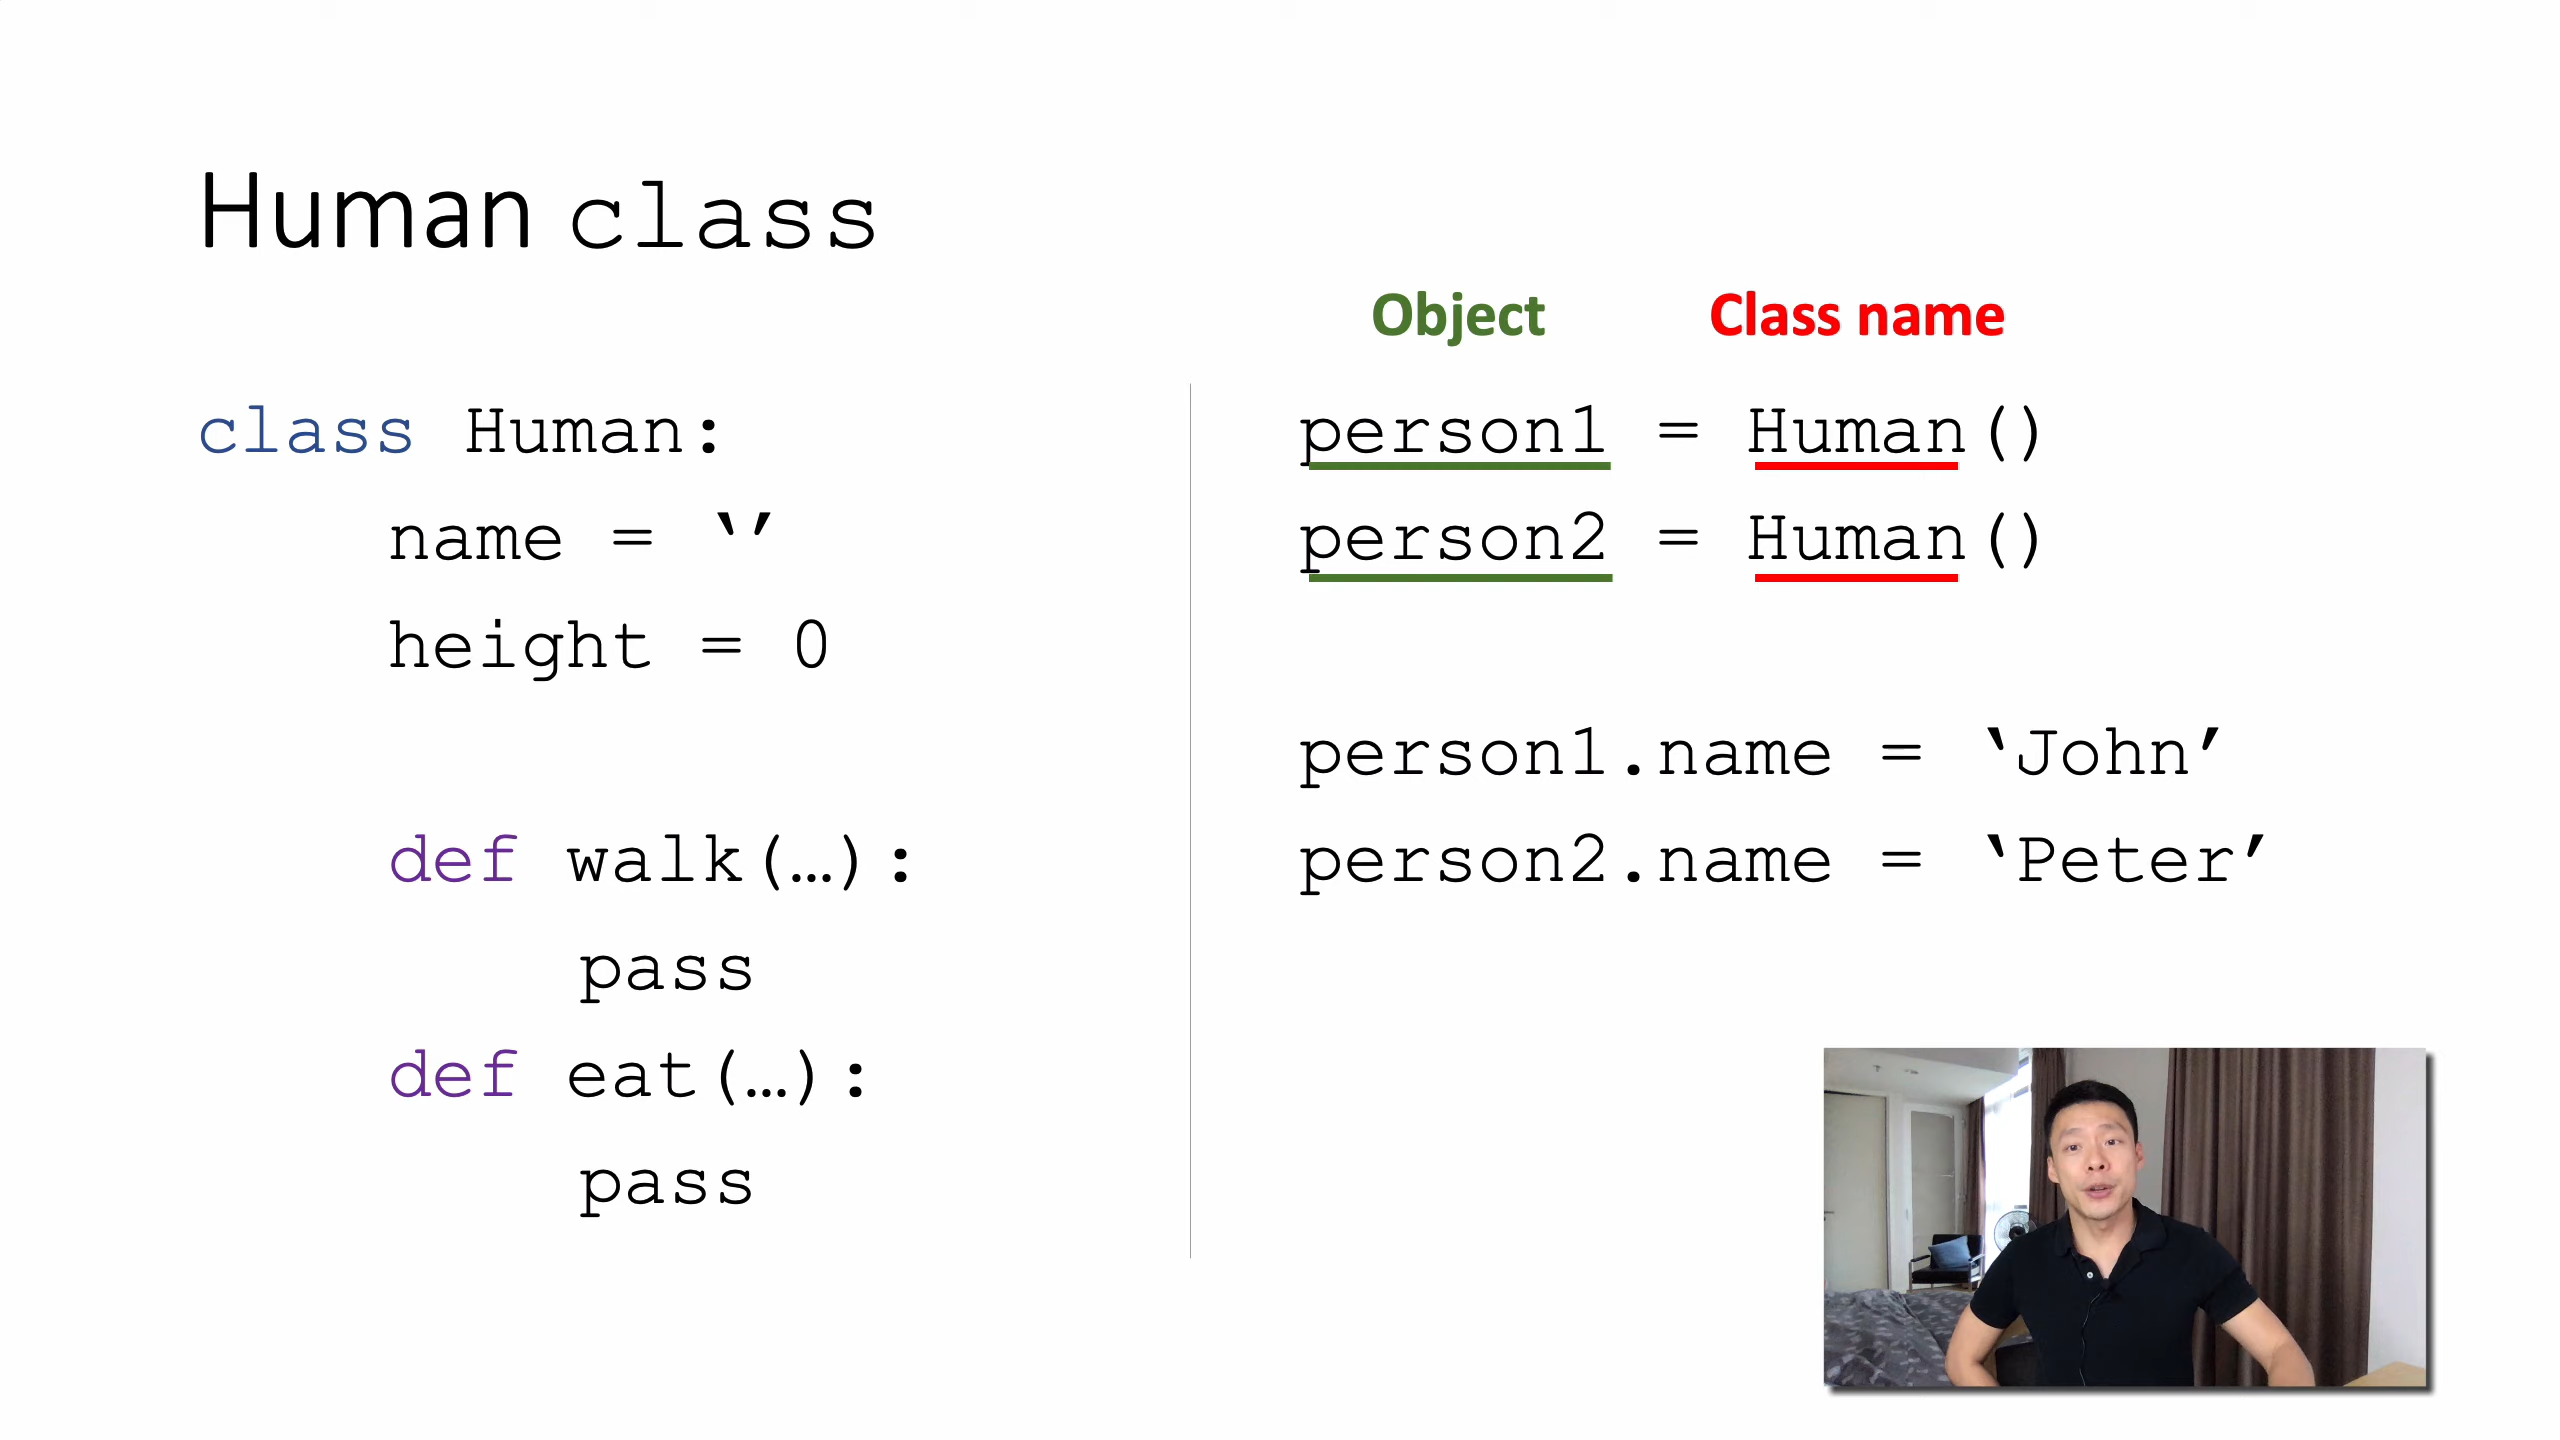 Human class
class Human:
name = ‘’
height = 0
def walk(…):
pass
def eat(…):
pass
Object Class name
person1 = Human()
person2 = Human()
person1.name = ‘John’
person2.name = ‘Peter’